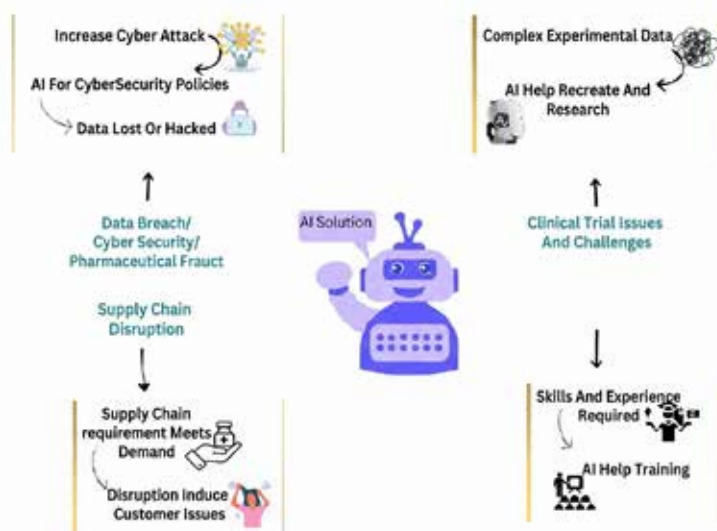 Increase Cyber Attack
AI For CyberSecurity Policies
Data Lost Or Hacked
Data Breach/
Cyber Security/
Pharmaceutical Frauct
Supply Chain
Disruption
Supply Chain
requirement Meets
Demand
Disruption Induce
Customer Issues
AI Solution
Complex Experimental Data
AI Help Recreate And
Research
AI
Clinical Trial Issues
And Challenges
Skills And Experience
Required
AI Help Training